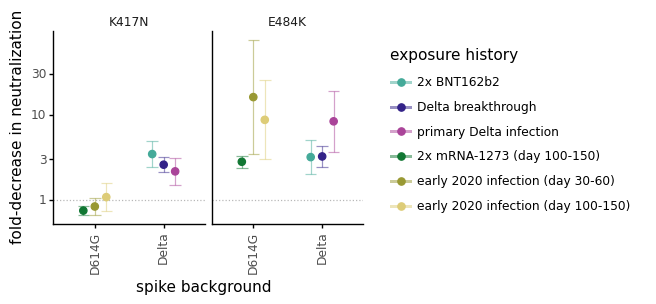 K417N
E484K
fold-decrease in neutralization
30
10
3
1
D614G
Delta
D614G
Delta
spike background
exposure history
2x BNT162b2
Delta breakthrough
primary Delta infection
2x mRNA-1273 (day 100-150)
early 2020 infection (day 30-60)
early 2020 infection (day 100-150)